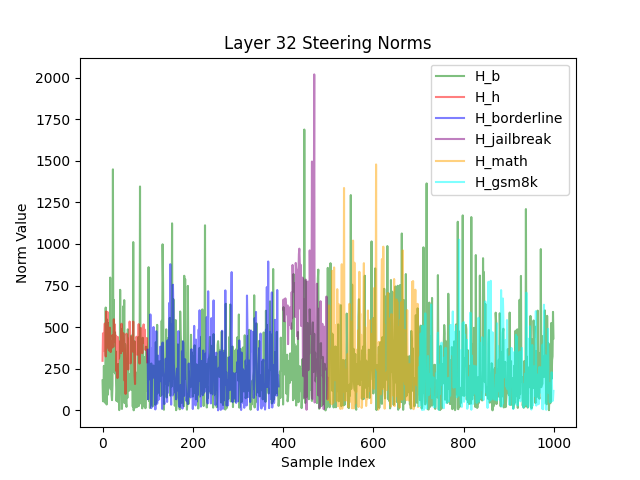 Layer 32 Steering Norms
H_b
H_h
H_borderline
H_jailbreak
H_math
H_gsm8k
2000
1750
1500
1250
1000
750
500
250
0
Norm Value
0 200 400 600 800 1000
Sample Index